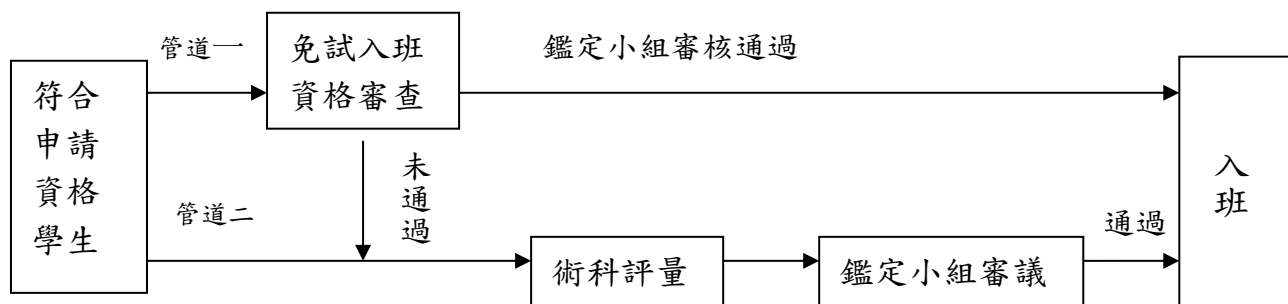 符合
申請
資格
學生
管道一
免試入班
資格審查
鑑定小組審核通過
未
通
過
管道二
術科評量
鑑定小組審議
通過
入
班